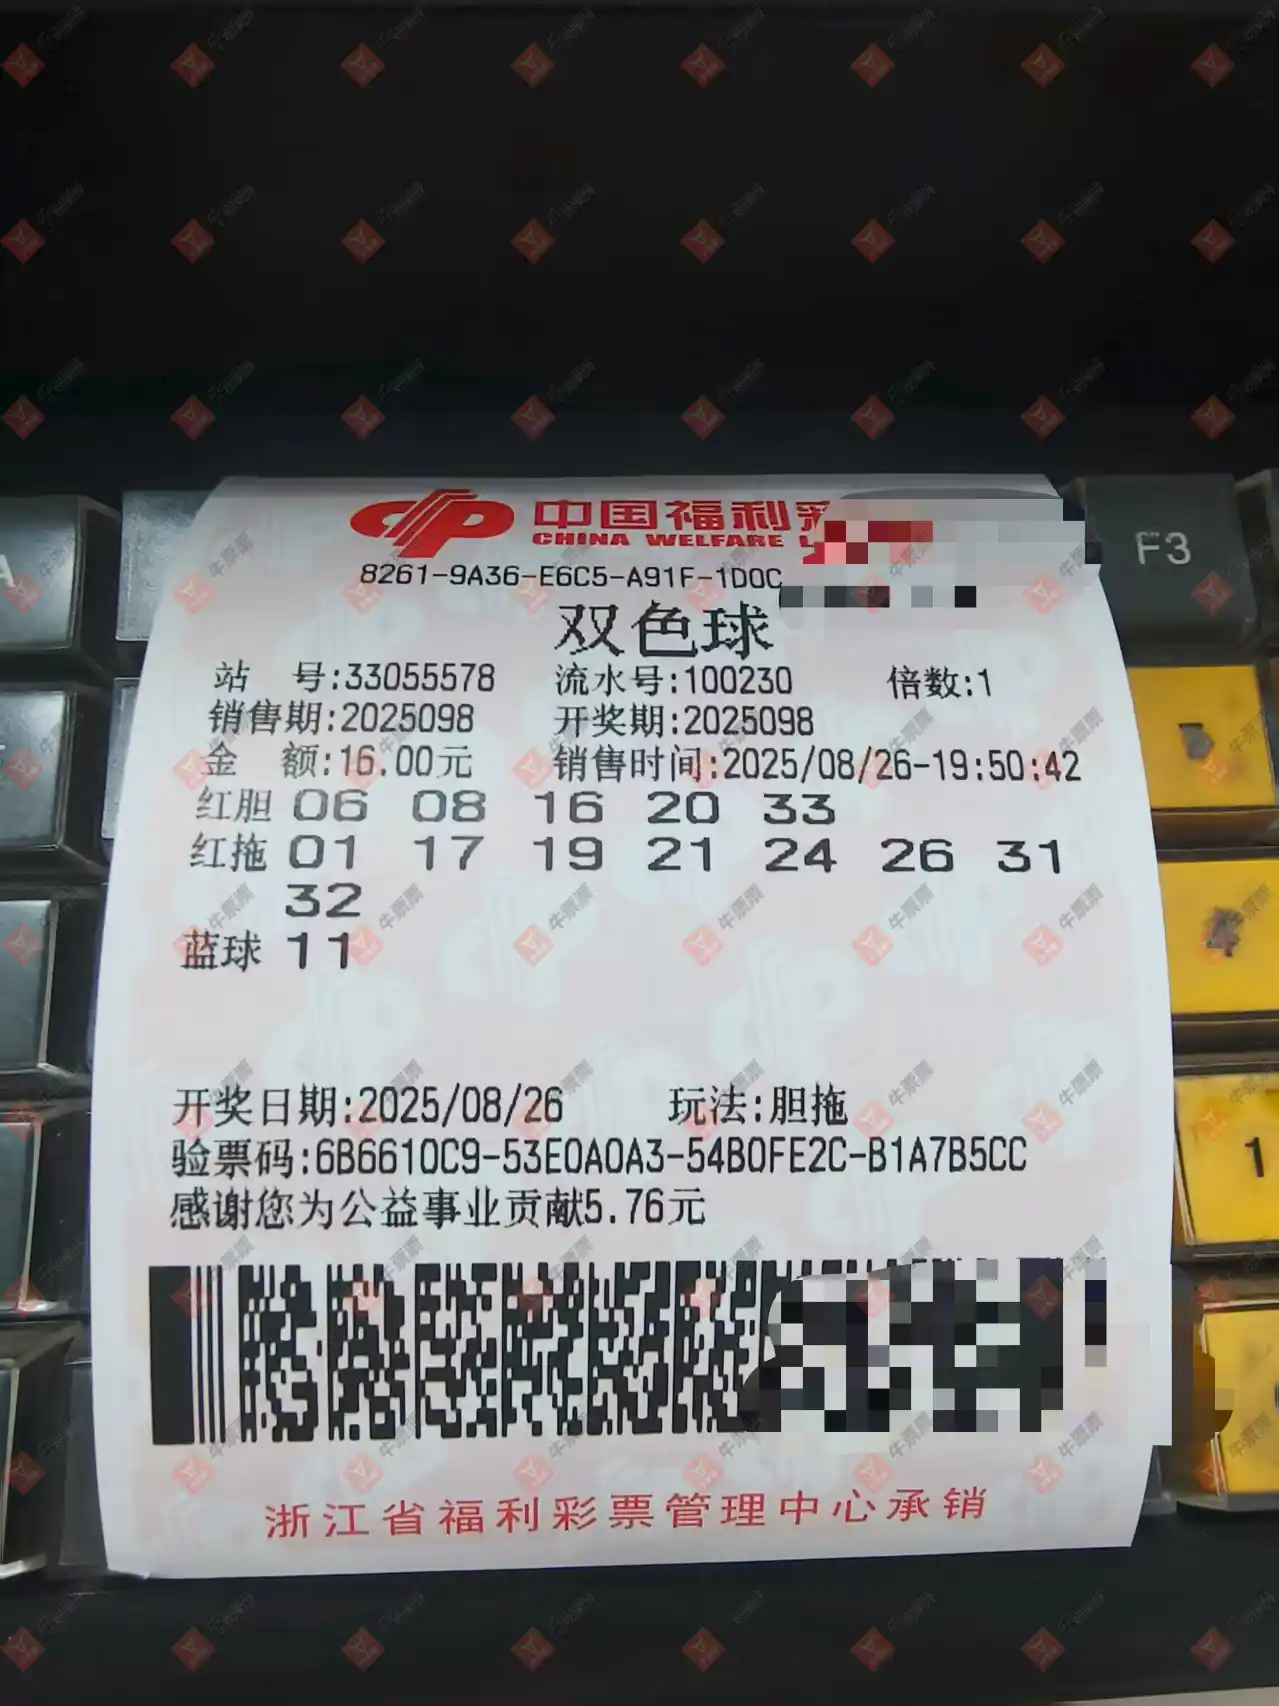 中国福利
CHINA WELFARE
8261-9A36-E6C5-A91F-1D0C
双色球
站 号:33055578 流水号:100230 倍数:1
销售期:2025098 开奖期:2025098
金 额:16.00元 销售时间:2025/08/26-19:50:42
红胆 06 08 16 20 33
红拖 01 17 19 21 24 26 31
32
蓝球 11
开奖日期:2025/08/26 玩法:胆拖
验票码:6B6610C9-53E0A0A3-54B0FE2C-B1A7B5CC
感谢您为公益事业贡献5.76元
浙江省福利彩票管理中心承销
F3
1
牛票票